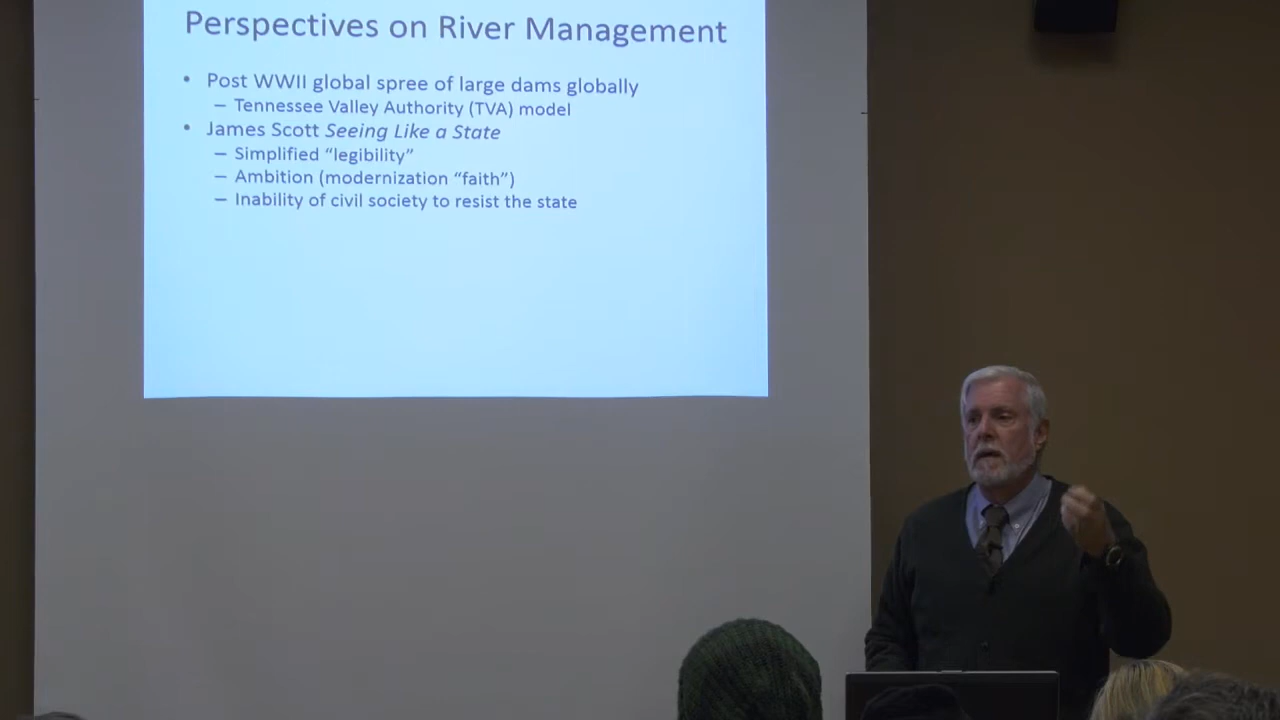 Perspectives on River Management
• Post WWII global spree of large dams globally
– Tennessee Valley Authority (TVA) model
• James Scott Seeing Like a State
– Simplified “legibility”
– Ambition (modernization “faith”)
– Inability of civil society to resist the state